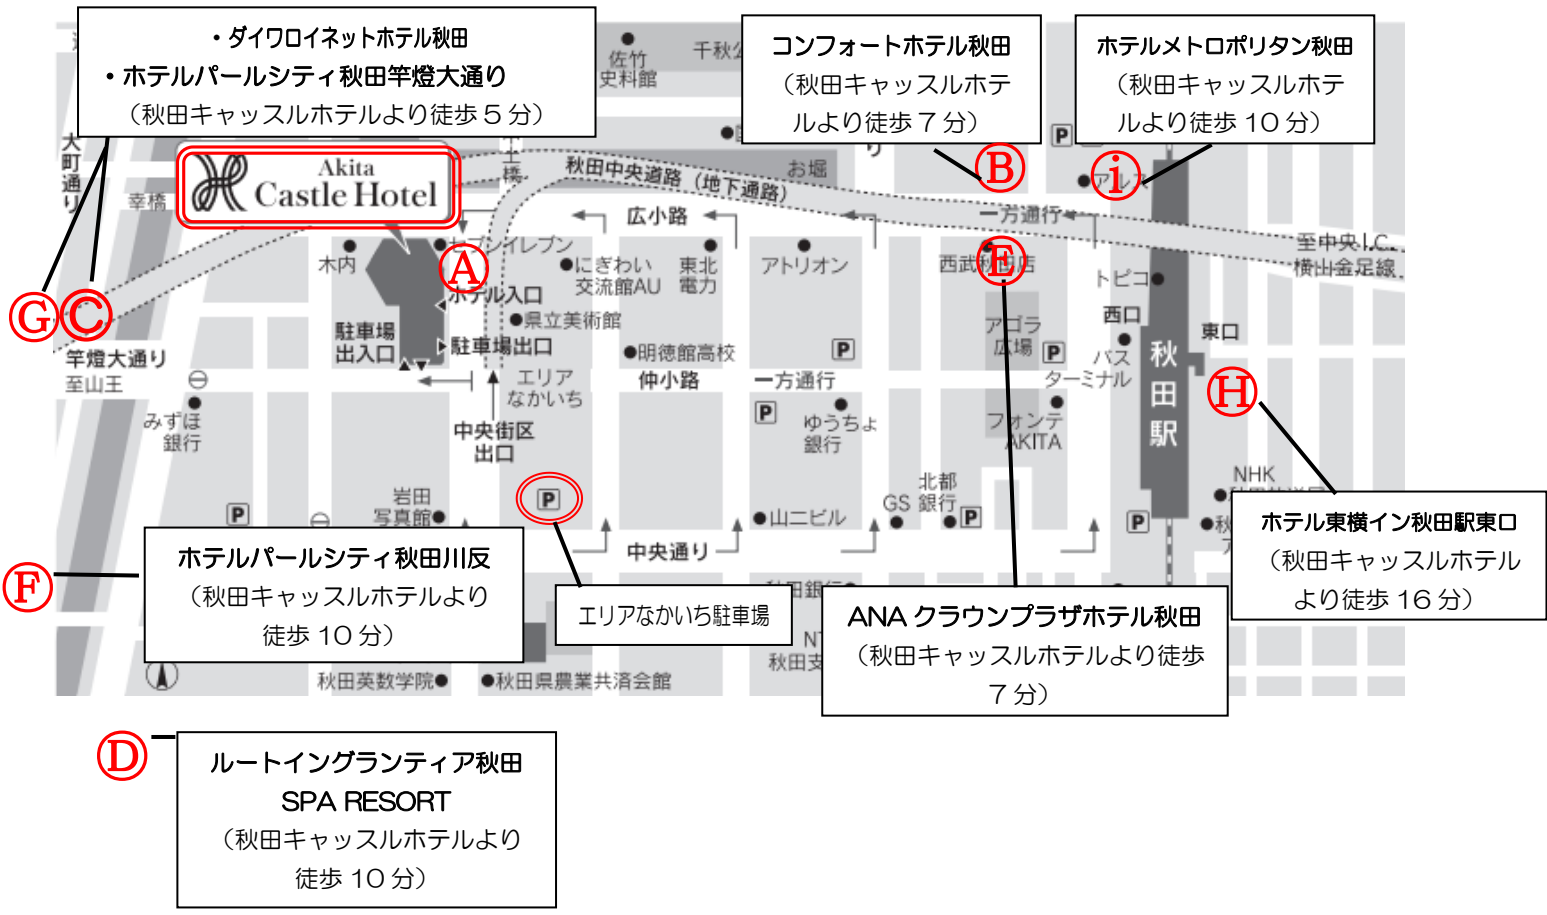 ・ダイワロイネットホテル秋田
・ホテルパールシティ秋田竿燈大通り
（秋田キャッスルホテルより徒歩５分）
佐竹
史料館
千秋公
コンフォートホテル秋田
（秋田キャッスルホテ
ルより徒歩７分）
ホテルメトロポリタン秋田
（秋田キャッスルホテ
ルより徒歩 10 分）
大町通り
Akita
Castle Hotel
幸橋
秋田中央道路（地下通路）
お堀
P
B
i
アルス
広小路
一方通行
至中央I.C.
横山金足線
木内
セブンイレブン
A
にぎわい
交流館AU
東北
電力
アトリオン
西武秋田店
E
トピコ
G
C
ホテル入口
県立美術館
駐車場
出入口
駐車場出口
明徳館高校
P
アゴラ
広場
P
西口
東口
バス
ターミナル
秋田駅
竿燈大通り
至山王
エリア
なかいち
仲小路
一方通行
H
みずほ
銀行
中央街区
出口
P
ゆうちょ
銀行
フォンテ
AKITA
岩田
写真館
P
P
山二ビル
GS
北都
銀行
P
P
NHK
中央通り
ホテル東横イン秋田駅東口
（秋田キャッスルホテル
より徒歩 16 分）
F
ホテルパールシティ秋田川反
（秋田キャッスルホテルより
徒歩 10 分）
エリアなかいち駐車場
ANA クラウンプラザホテル秋田
（秋田キャッスルホテルより徒歩
７分）
秋田英数学院
秋田県農業共済会館
D
ルートイングランティア秋田
SPA RESORT
（秋田キャッスルホテルより
徒歩 10 分）